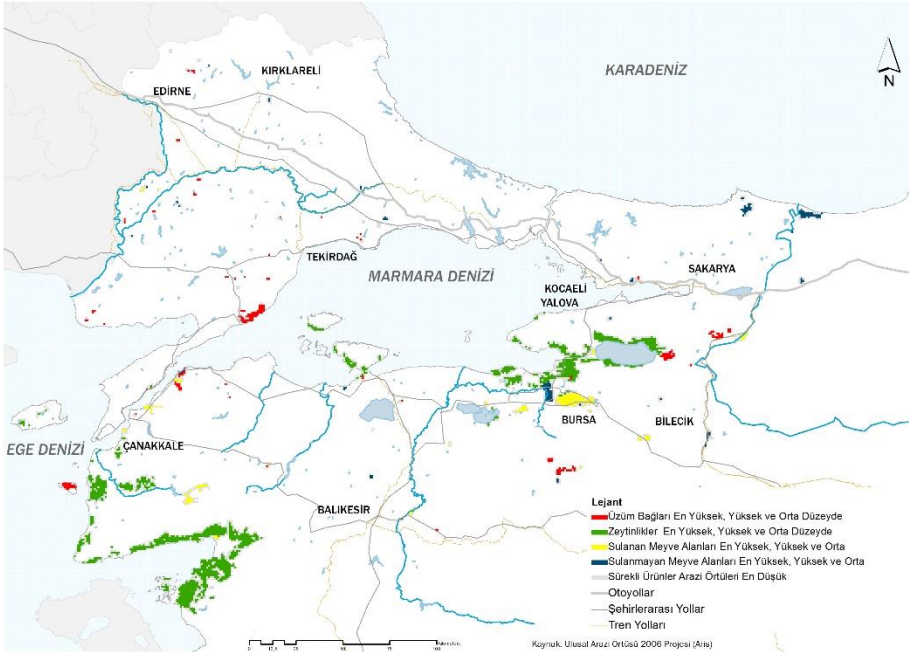 KARADENİZ
N
KIRKLARELİ
EDİRNE
TEKİRDAĞ
MARMARA DENİZİ
SAKARYA
KOCAELİ
YALOVA
BURSA
BİLECİK
EGE DENİZİ
ÇANAKKALE
BALIKESİR
Lejant
Üzüm Bağları En Yüksek, Yüksek ve Orta Düzeyde
Zeytinlikler En Yüksek, Yüksek ve Orta Düzeyde
Sulanan Meyve Alanları En Yüksek, Yüksek ve Orta
Sulanmayan Meyve Alanları En Yüksek, Yüksek ve Orta
Sürekli Ürünler Arazi Örtüleri En Düşük
Otoyollar
Şehirlerarası Yollar
Tren Yolları
Kaynak. Ulusal Arazi Örtüsü 2006 Projesi (Aris)